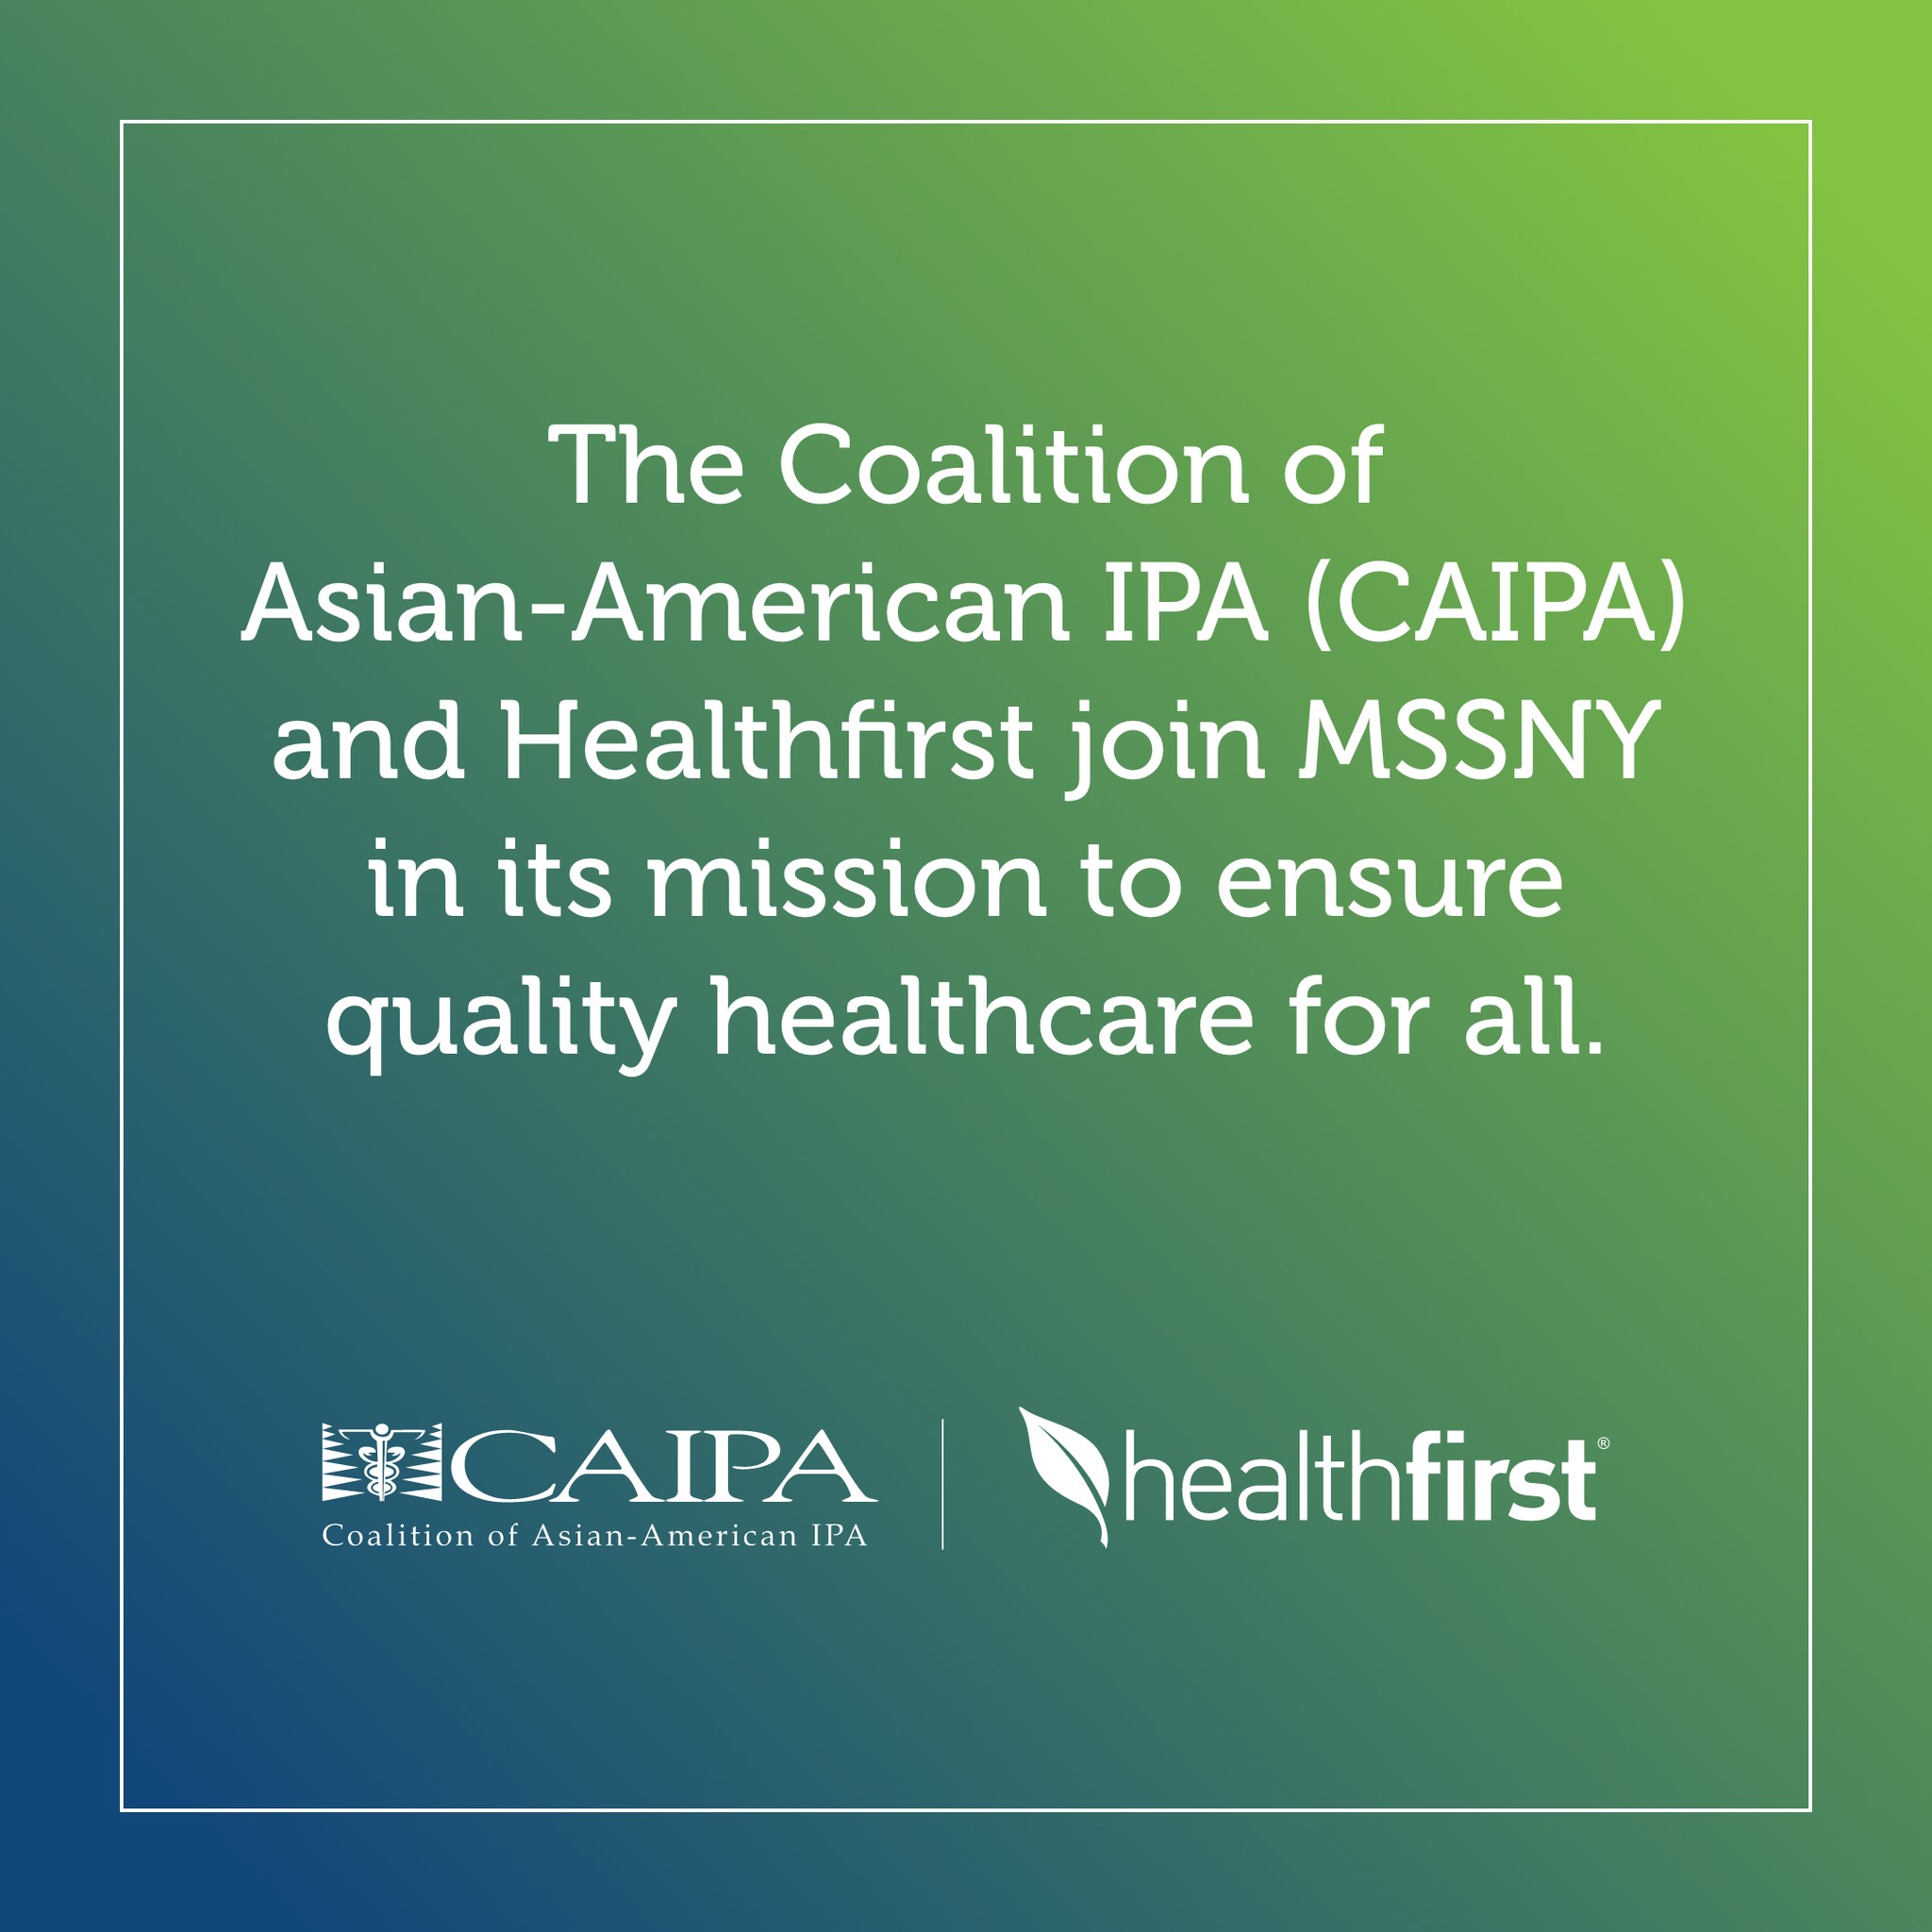 The Coalition of
Asian-American IPA (CAIPA)
and Healthfirst join MSSNY
in its mission to ensure
quality healthcare for all.
CAIPA
Coalition of Asian-American IPA
healthfirst®